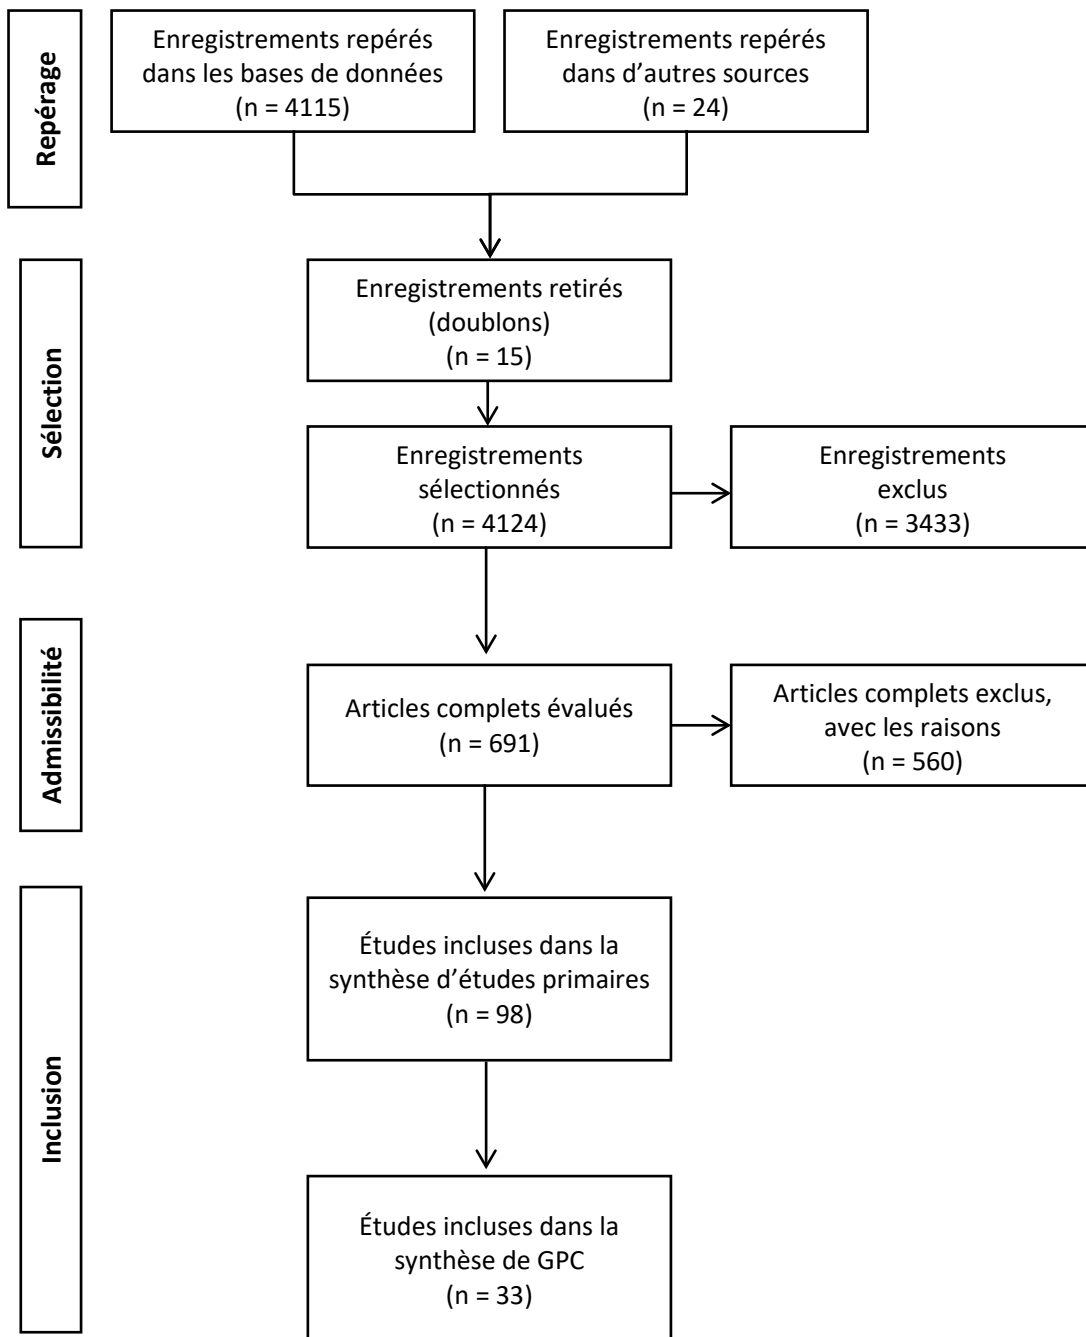 Repérage
Enregistrements repérés
dans les bases de données
(n = 4115)
Enregistrements repérés
dans d’autres sources
(n = 24)
Sélection
Enregistrements retirés
(doublons)
(n = 15)
Enregistrements
sélectionnés
(n = 4124)
Enregistrements
exclus
(n = 3433)
Admissibilité
Articles complets évalués
(n = 691)
Articles complets exclus,
avec les raisons
(n = 560)
Inclusion
Études incluses dans la
synthèse d’études primaires
(n = 98)
Études incluses dans la
synthèse de GPC
(n = 33)